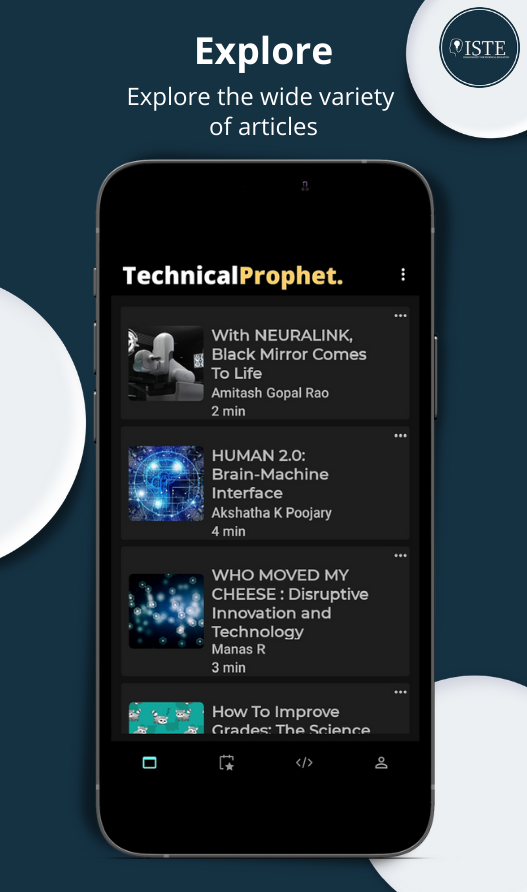 Explore
ISTE
Explore the wide variety
of articles
TechnicalProphet.
With NEURALINK,
Black Mirror Comes
To Life
Amitash Gopal Rao
2 min
HUMAN 2.0:
Brain-Machine
Interface
Akshatha K Poojary
4 min
WHO MOVED MY
CHEESE : Disruptive
Innovation and
Technology
Manas R
3 min
How To Improve
Grades: The Science